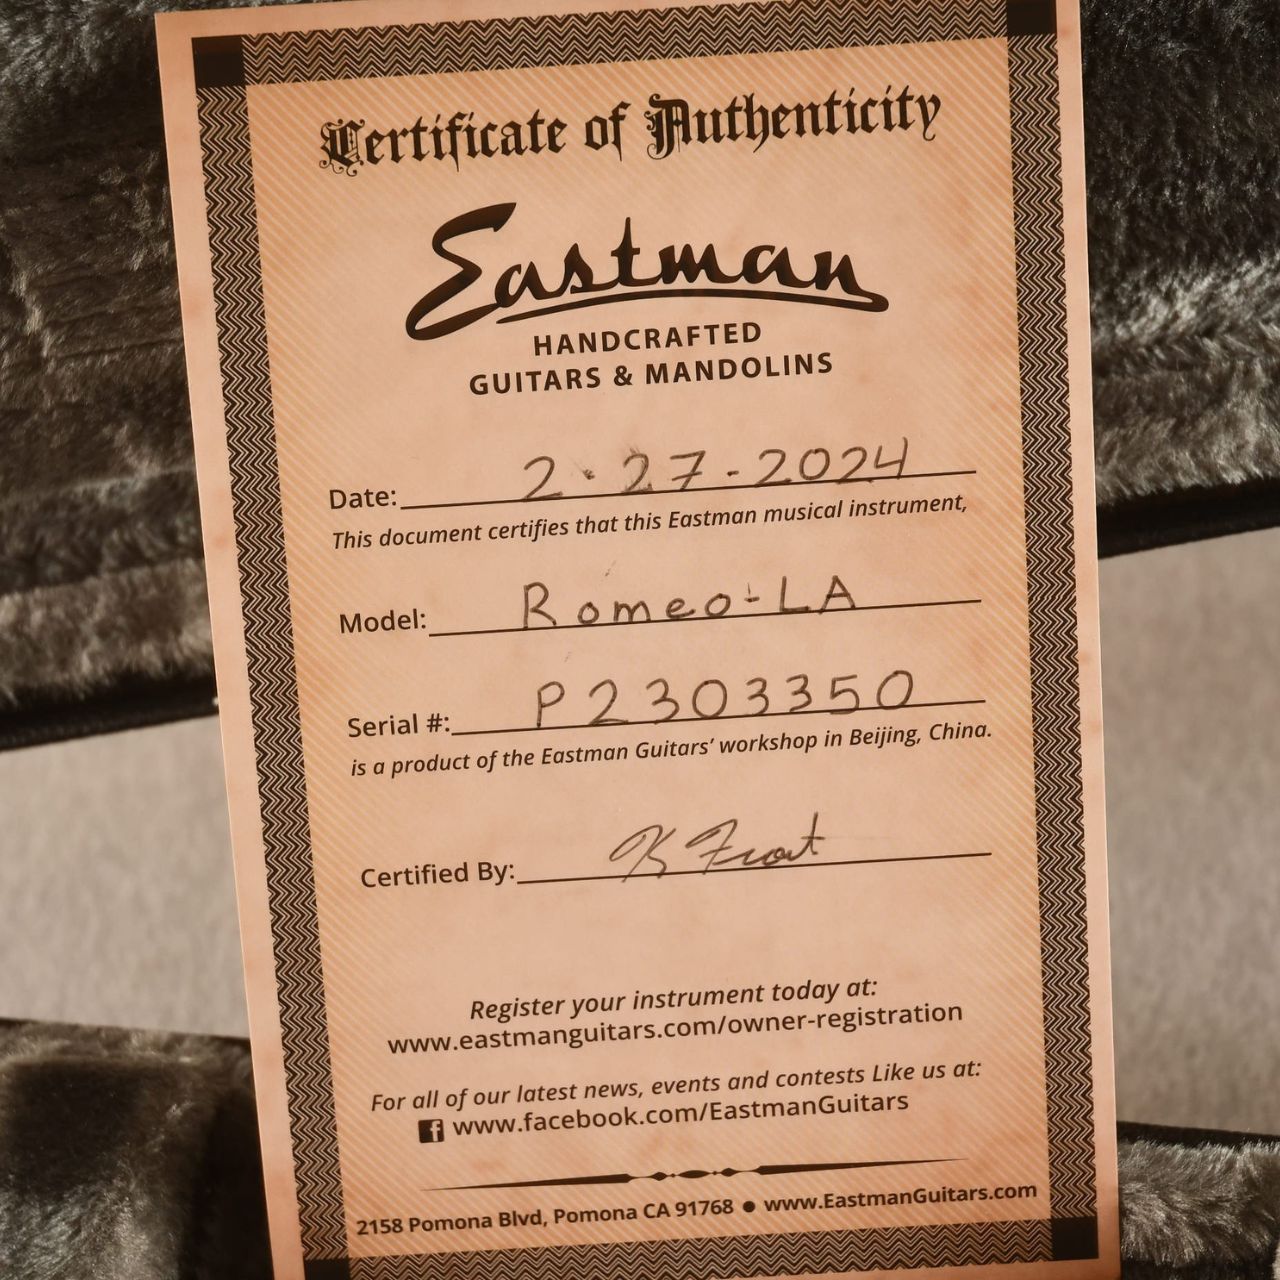 Certificate of Authenticity
Eastman
HANDCRAFTED
GUITARS & MANDOLINS
Date: 2-27-2024
This document certifies that this Eastman musical instrument,
Model: Romeo-LA
Serial #: P2303350
is a product of the Eastman Guitars’ workshop in Beijing, China.
Certified By: K Frost
Register your instrument today at:
www.eastmanguitars.com/owner-registration
For all of our latest news, events and contests Like us at:
f www.facebook.com/EastmanGuitars
2158 Pomona Blvd, Pomona CA 91768 ● www.EastmanGuitars.com